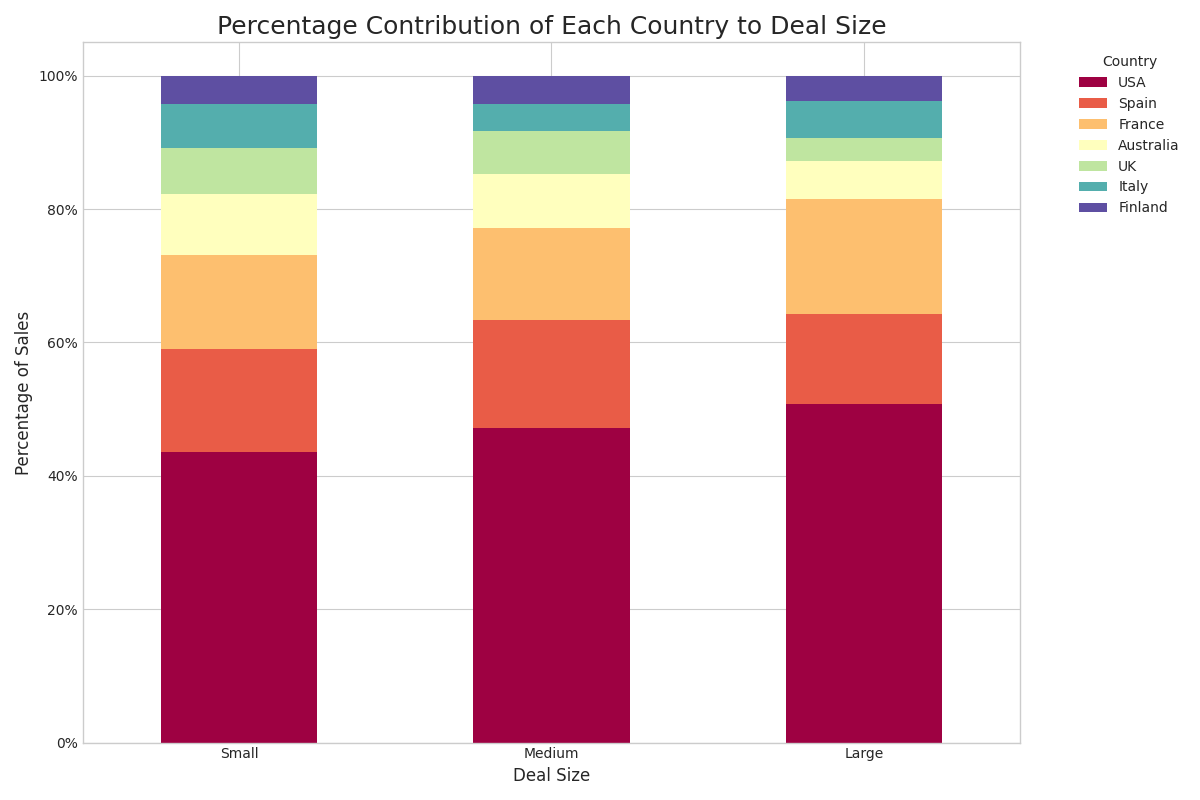 Percentage Contribution of Each Country to Deal Size
Country
USA
Spain
France
Australia
UK
Italy
Finland
Percentage of Sales
100%
80%
60%
40%
20%
0%
Small
Medium
Large
Deal Size